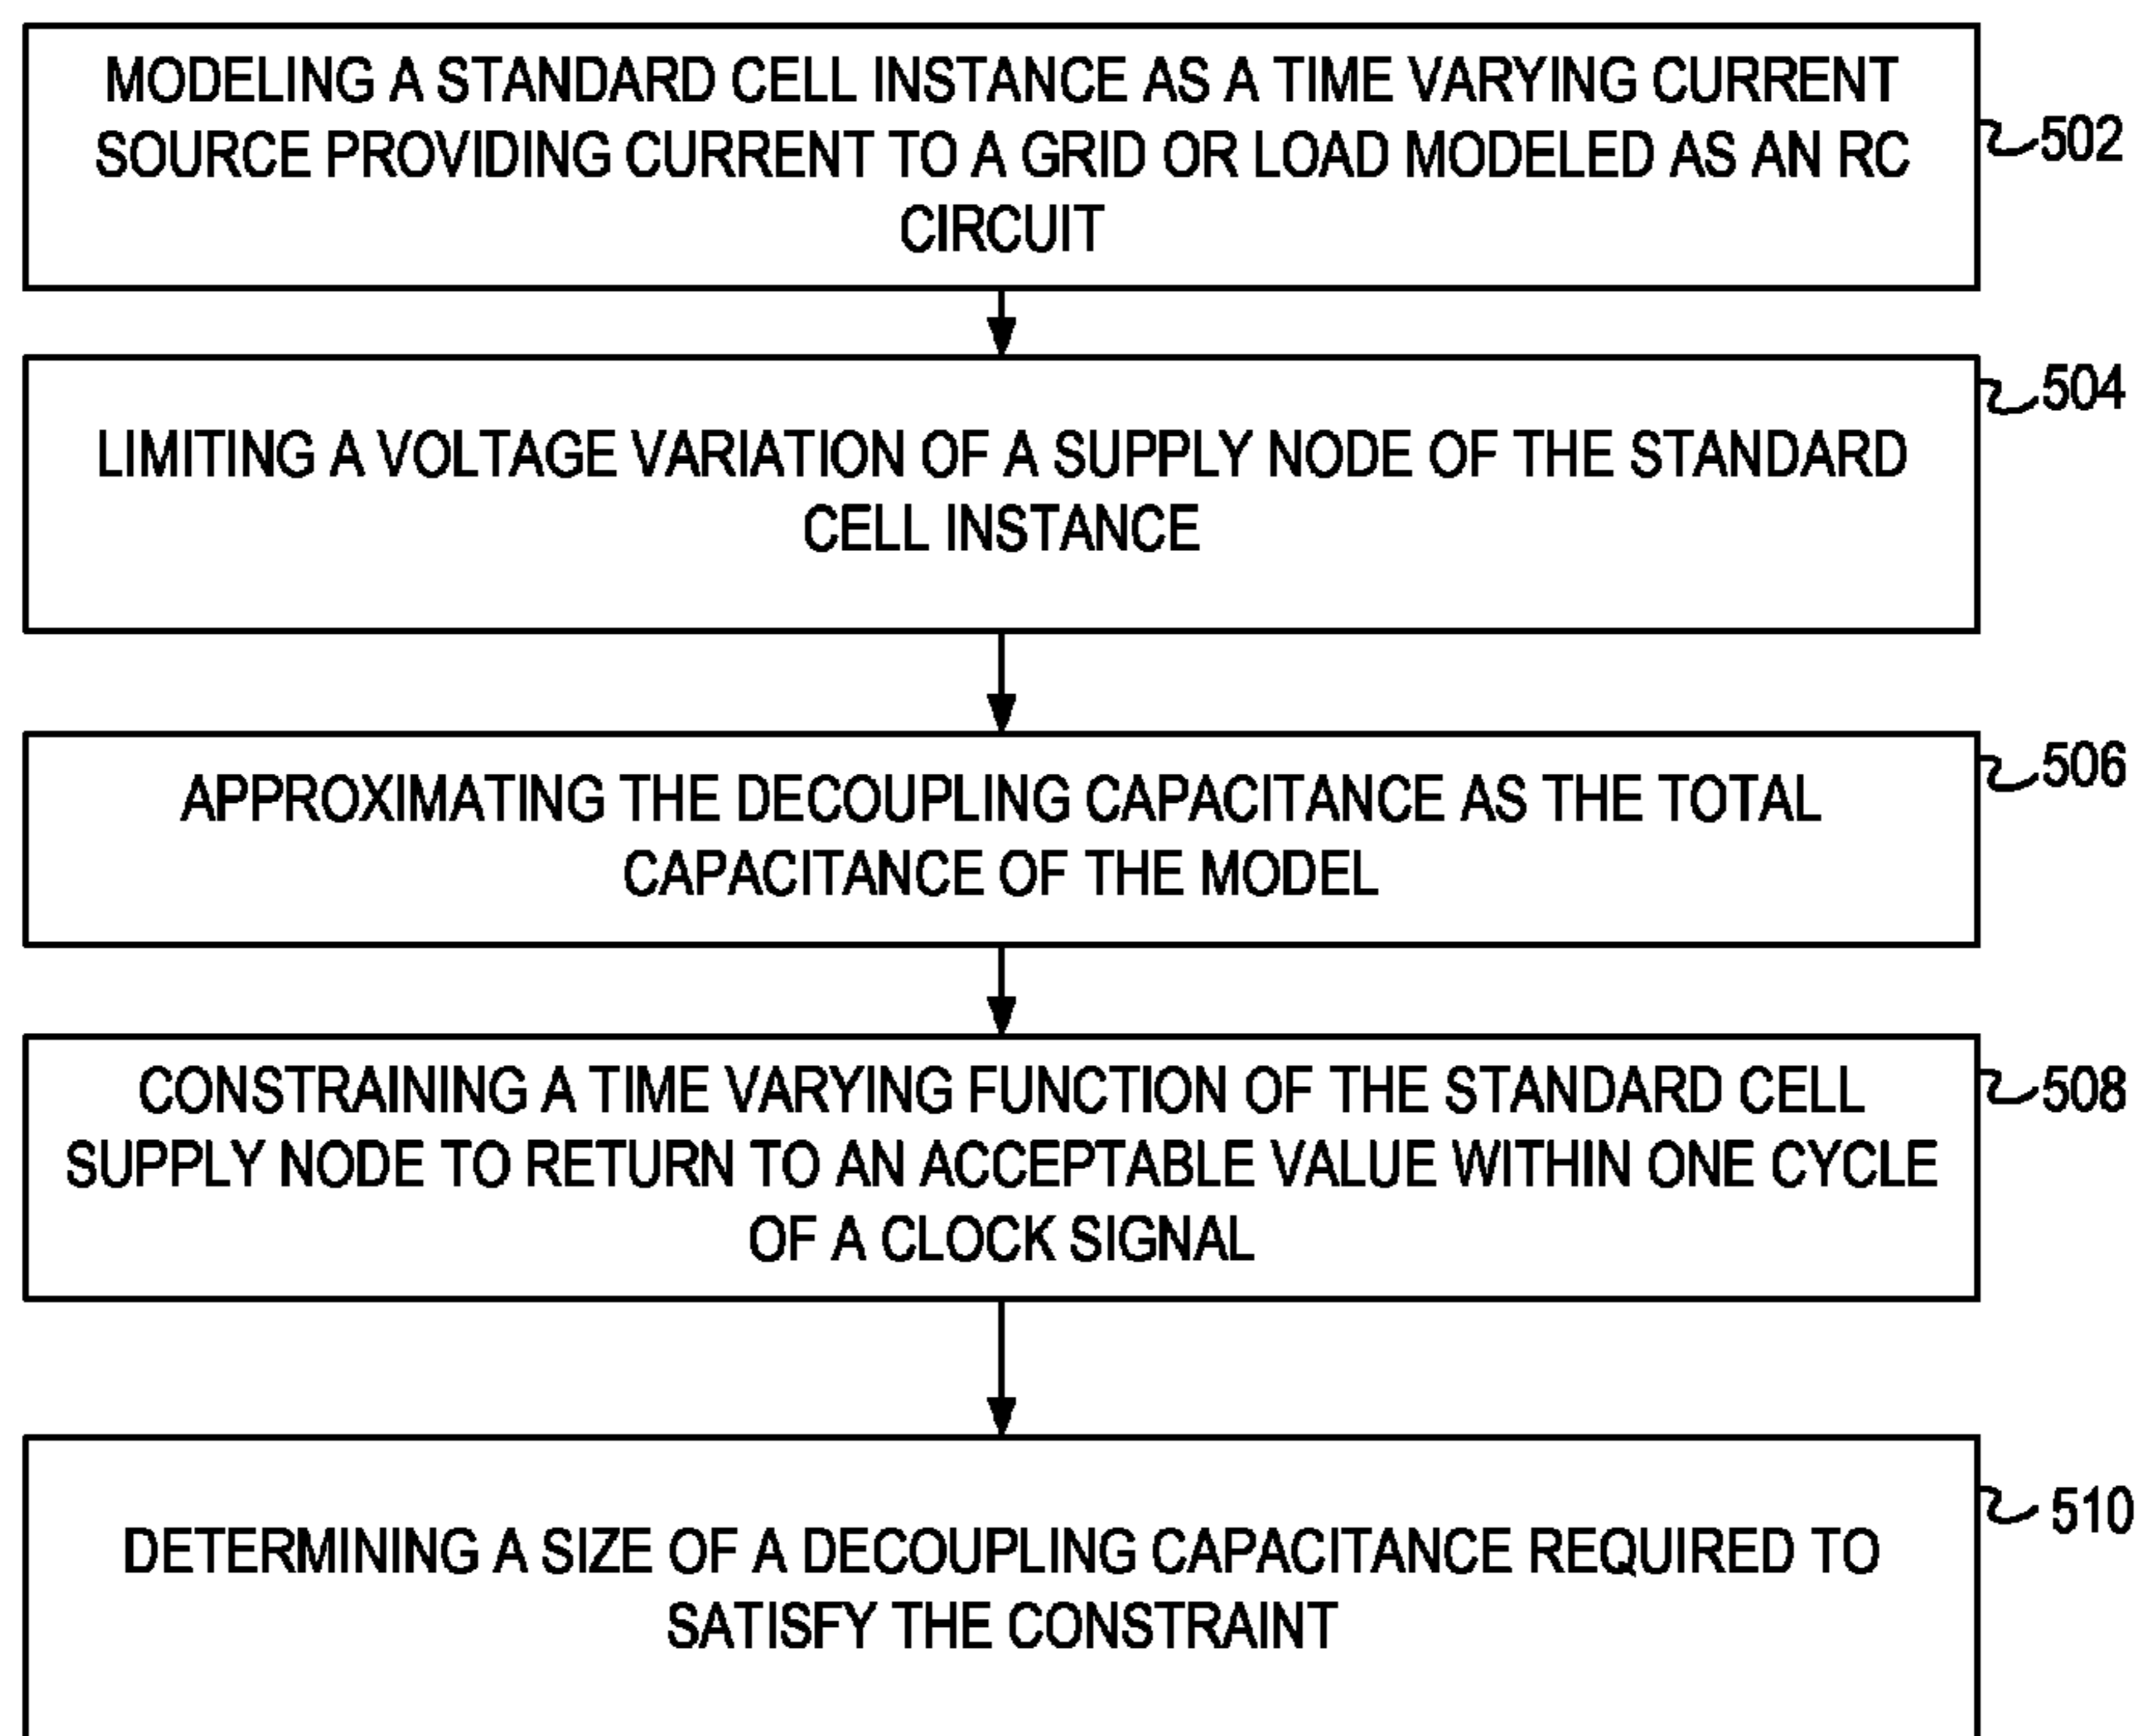 MODELING A STANDARD CELL INSTANCE AS A TIME VARYING CURRENT
SOURCE PROVIDING CURRENT TO A GRID OR LOAD MODELED AS AN RC
CIRCUIT
502
LIMITING A VOLTAGE VARIATION OF A SUPPLY NODE OF THE STANDARD
CELL INSTANCE
504
APPROXIMATING THE DECOUPLING CAPACITANCE AS THE TOTAL
CAPACITANCE OF THE MODEL
506
CONSTRAINING A TIME VARYING FUNCTION OF THE STANDARD CELL
SUPPLY NODE TO RETURN TO AN ACCEPTABLE VALUE WITHIN ONE CYCLE
OF A CLOCK SIGNAL
508
DETERMINING A SIZE OF A DECOUPLING CAPACITANCE REQUIRED TO
SATISFY THE CONSTRAINT
510